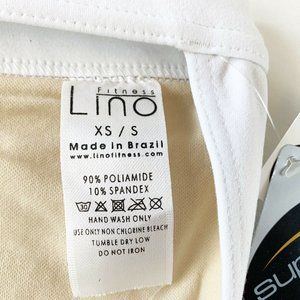 Fitness
Lino
XS / S
Made in Brazil
www.linofitness.com
90% POLIAMIDE
10% SPANDEX
HAND WASH ONLY
USE ONLY NON CHLORINE BLEACH
TUMBLE DRY LOW
DO NOT IRON